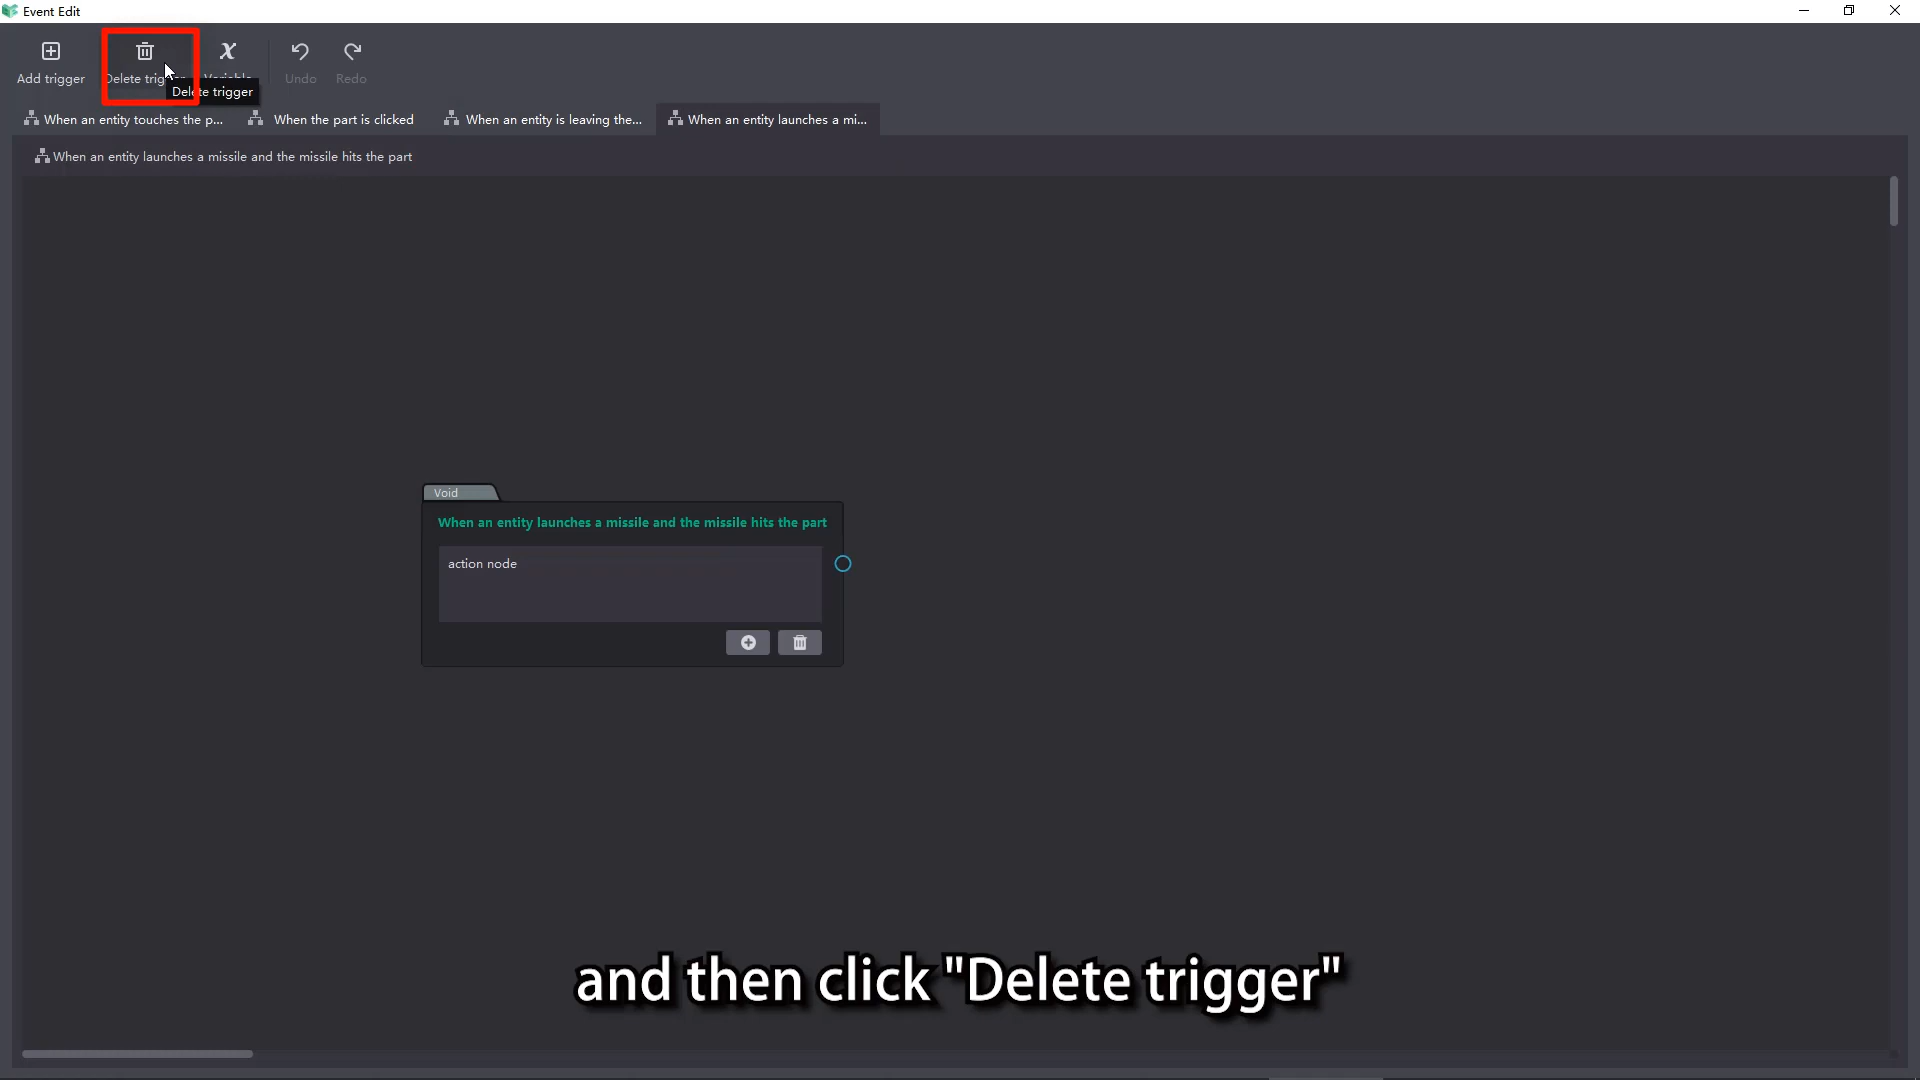 Event Edit
Add trigger
Delete trig
Undo
Redo
Delete trigger
When an entity touches the p...
When the part is clicked
When an entity is leaving the...
When an entity launches a mi...
When an entity launches a missile and the missile hits the part
Void
When an entity launches a missile and the missile hits the part
action node
and then click "Delete trigger"